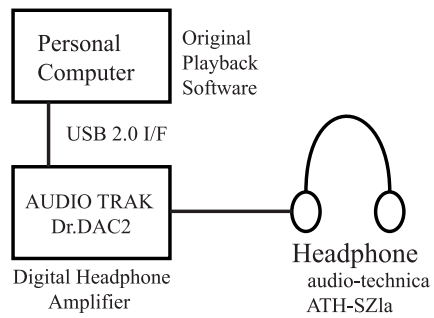 Personal
Computer
Original
Playback
Software
USB 2.0 I/F
AUDIO TRAK
Dr.DAC2
Digital Headphone
Amplifier
Headphone
audio-technica
ATH-SZla